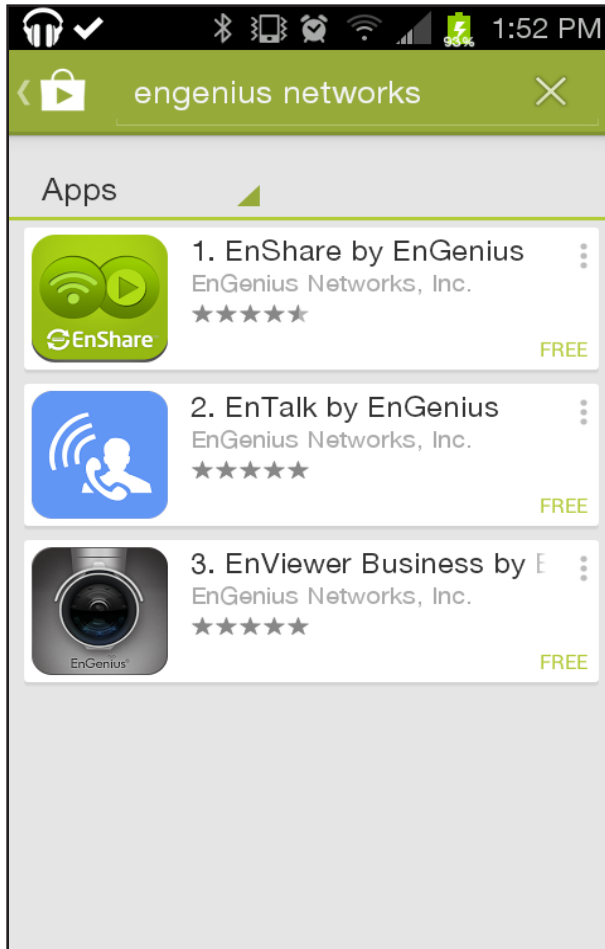 93%
1:52 PM
engenius networks
Apps
1. EnShare by EnGenius
EnGenius Networks, Inc.
FREE
EnShare
2. EnTalk by EnGenius
EnGenius Networks, Inc.
FREE
3. EnViewer Business by E
EnGenius Networks, Inc.
FREE
EnGenius®